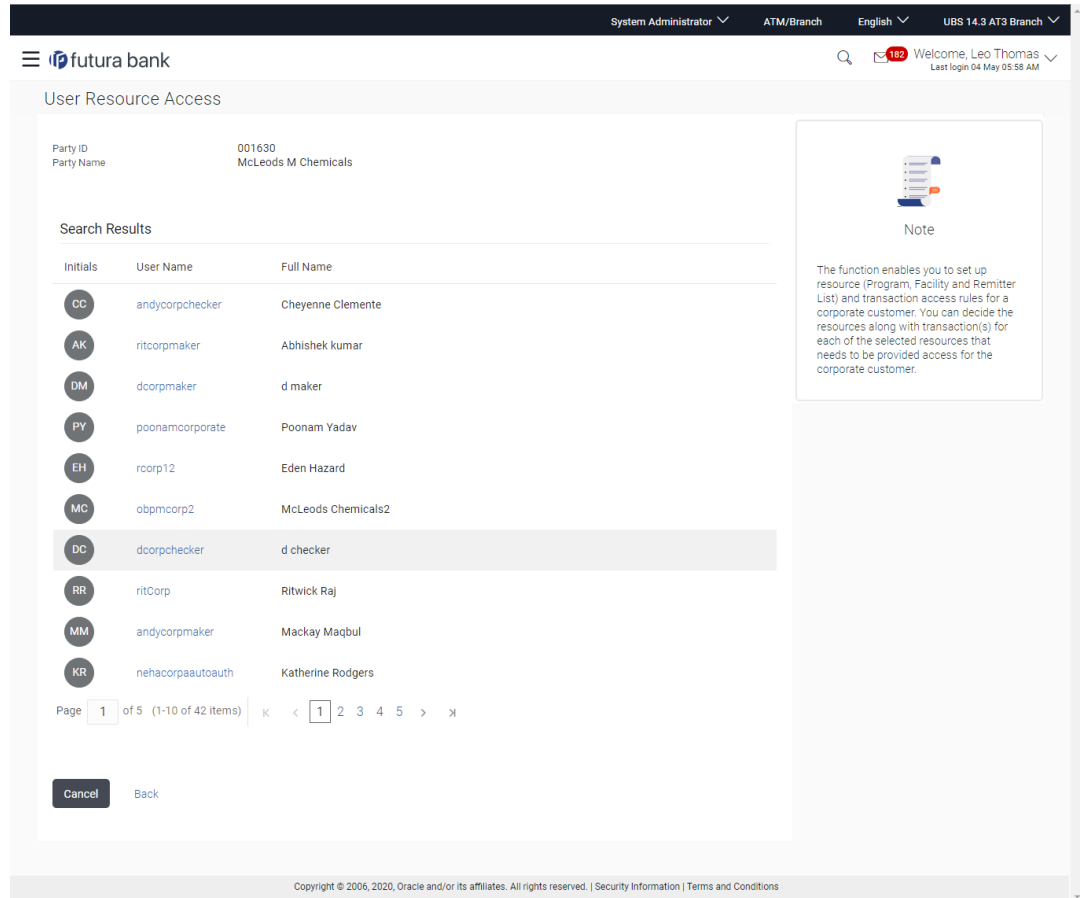 System Administrator ATM/Branch English UBS 14.3 AT3 Branch
futura bank 182 Welcome, Leo Thomas
Last login 04 May 05:58 AM
User Resource Access
Party ID 001630
Party Name McLeods M Chemicals
Search Results
Initials User Name Full Name
CC andycorpchecker Cheyenne Clemente
AK ritcorpmaker Abhishek kumar
DM dcorpmaker d maker
PY poonamcorporate Poonam Yadav
EH rcorp12 Eden Hazard
MC obpmcorp2 McLeods Chemicals2
DC dcorpchecker d checker
RR ritCorp Ritwick Raj
MM andycorpmaker Mackay Maqbul
KR nehacorpaautoauth Katherine Rodgers
Page 1 of 5 (1-10 of 42 items) 1 2 3 4 5
Cancel Back
Note
The function enables you to set up
resource (Program, Facility and Remitter
List) and transaction access rules for a
corporate customer. You can decide the
resources along with transaction(s) for
each of the selected resources that
needs to be provided access for the
corporate customer.
Copyright © 2006, 2020, Oracle and/or its affiliates. All rights reserved. | Security Information | Terms and Conditions